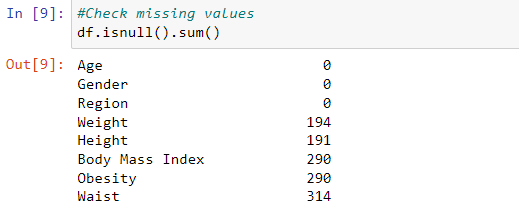 In [9]: #Check missing values
df.isnull().sum()
Out[9]: Age 0
Gender 0
Region 0
Weight 194
Height 191
Body Mass Index 290
Obesity 290
Waist 314